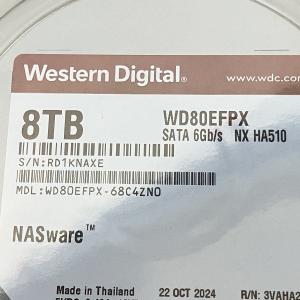 Western Digital®
www.wdc.com
8TB
WD80EFPX
SATA 6Gb/s NX HA510
S/N:RD1KNAXE
MDL:WD80EFPX-68C4ZN0
NASware™
Made in Thailand
22 OCT 2024
R/N: 3VAHA2